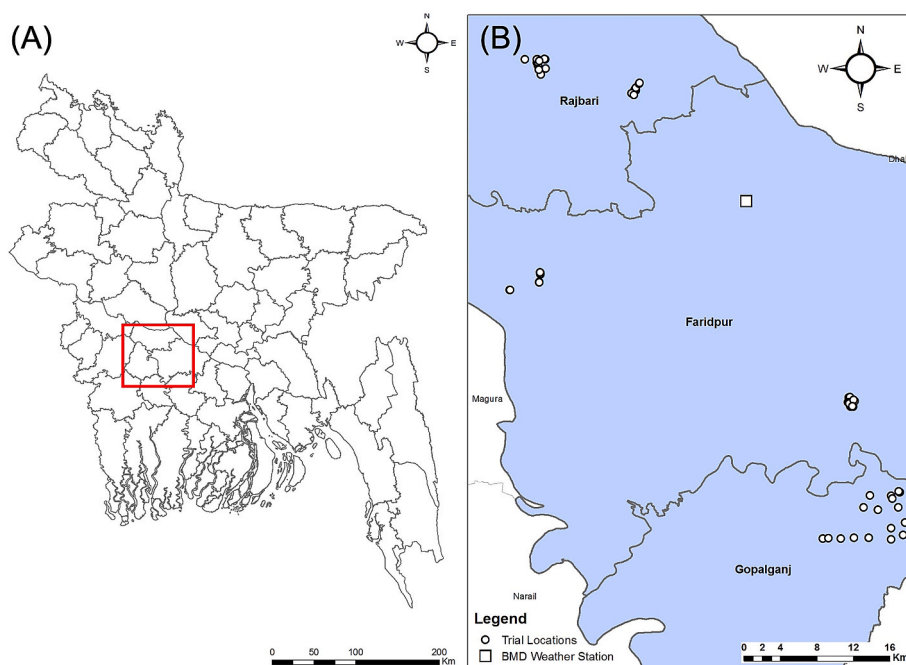 (A)
N
W E
S
0 50 100 200
Km
(B)
N
W E
S
Rajbari
Dha
Faridpur
Magura
Gopalganj
Narail
Legend
Trial Locations
BMD Weather Station
0 2 4 8 12 16
Km